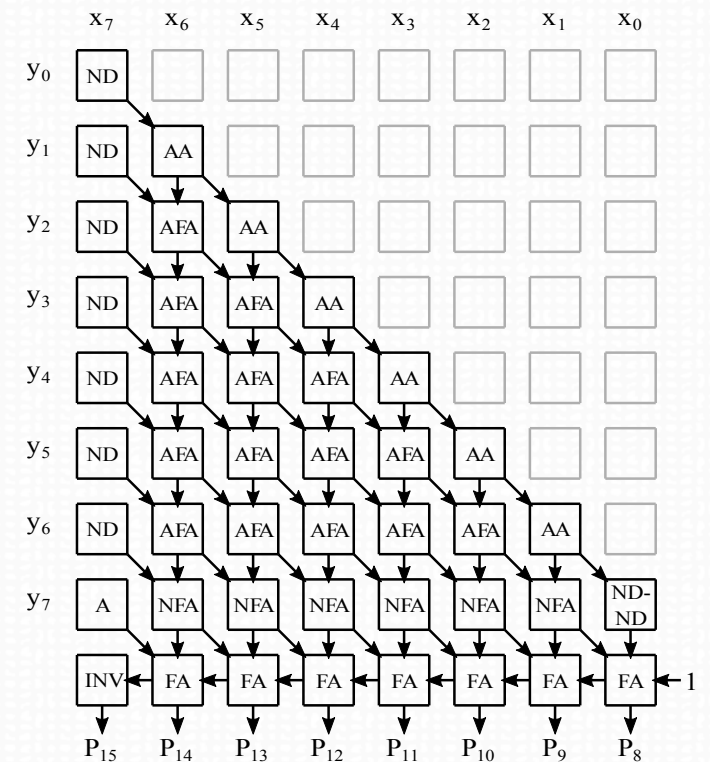 x₇ x₆ x₅ x₄ x₃ x₂ x₁ x₀
y₀ ND
y₁ ND AA
y₂ ND AFA AA
y₃ ND AFA AFA AA
y₄ ND AFA AFA AFA AA
y₅ ND AFA AFA AFA AFA AA
y₆ ND AFA AFA AFA AFA AFA AA
y₇ A NFA NFA NFA NFA NFA NFA ND-
ND
INV FA FA FA FA FA FA FA 1
P₁₅ P₁₄ P₁₃ P₁₂ P₁₁ P₁₀ P₉ P₈